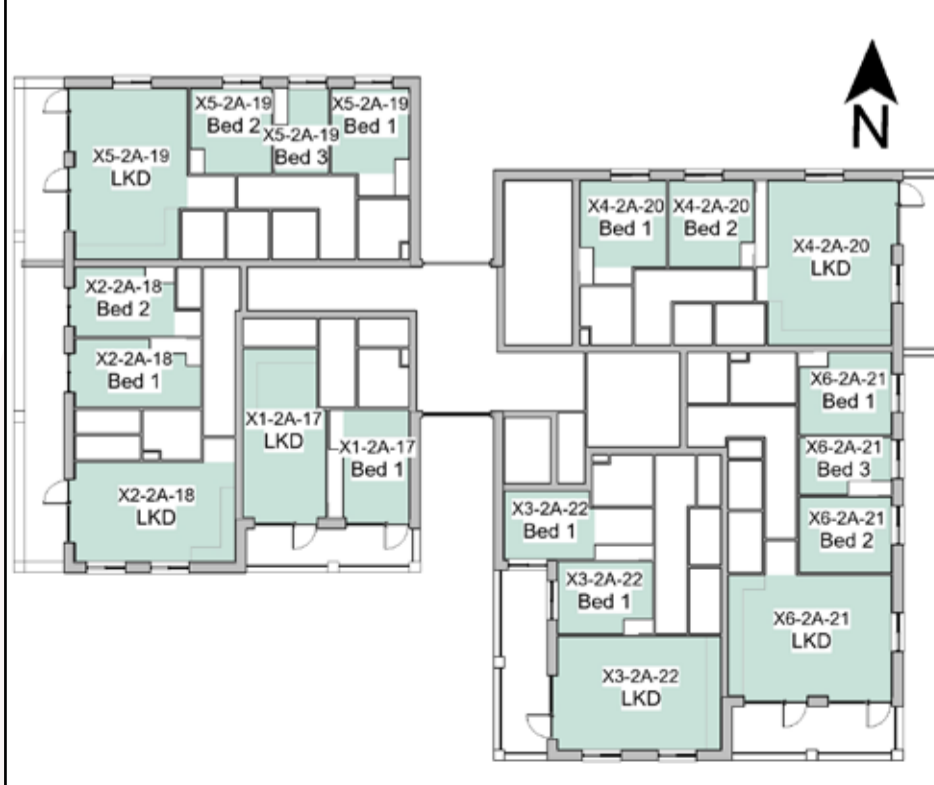 N
X5-2A-19
Bed 2
X5-2A-19
Bed 3
X5-2A-19
Bed 1
X5-2A-19
LKD
X4-2A-20
Bed 1
X4-2A-20
Bed 2
X4-2A-20
LKD
X2-2A-18
Bed 2
X2-2A-18
Bed 1
X1-2A-17
LKD
X1-2A-17
Bed 1
X2-2A-18
LKD
X6-2A-21
Bed 1
X6-2A-21
Bed 3
X6-2A-21
Bed 2
X3-2A-22
Bed 1
X3-2A-22
Bed 1
X6-2A-21
LKD
X3-2A-22
LKD